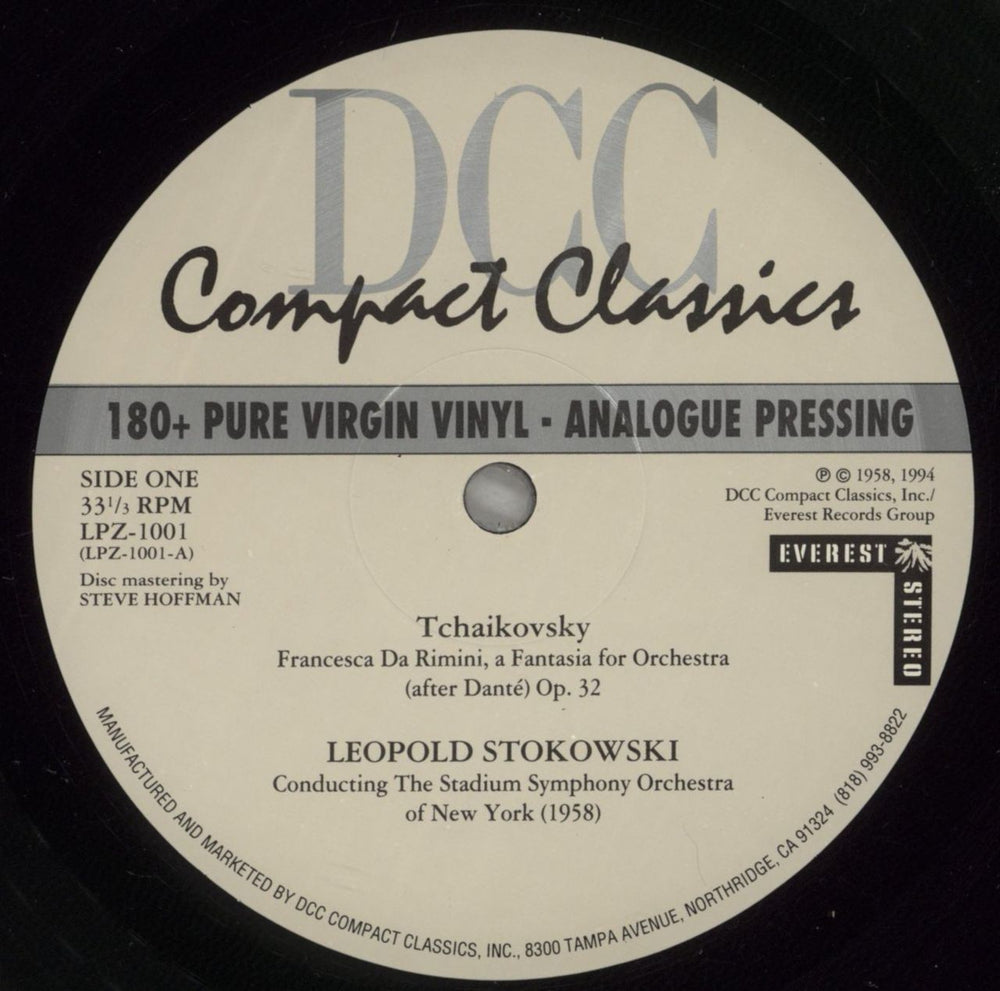 DCC
Compact Classics
180+ PURE VIRGIN VINYL - ANALOGUE PRESSING
SIDE ONE
33¹/₃ RPM
LPZ-1001
(LPZ-1001-A)
Disc mastering by
STEVE HOFFMAN
℗ © 1958, 1994
DCC Compact Classics, Inc./
Everest Records Group
EVEREST
STEREO
Tchaikovsky
Francesca Da Rimini, a Fantasia for Orchestra
(after Danté) Op. 32
LEOPOLD STOKOWSKI
Conducting The Stadium Symphony Orchestra
of New York (1958)
MANUFACTURED AND MARKETED BY DCC COMPACT CLASSICS, INC., 8300 TAMPA AVENUE, NORTHRIDGE, CA 91324 (818) 993-8822